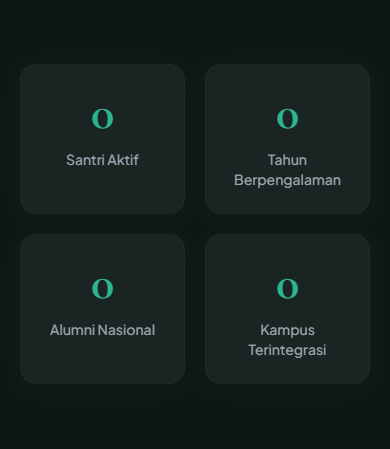 0
Santri Aktif
0
Tahun
Berpengalaman
0
Alumni Nasional
0
Kampus
Terintegrasi